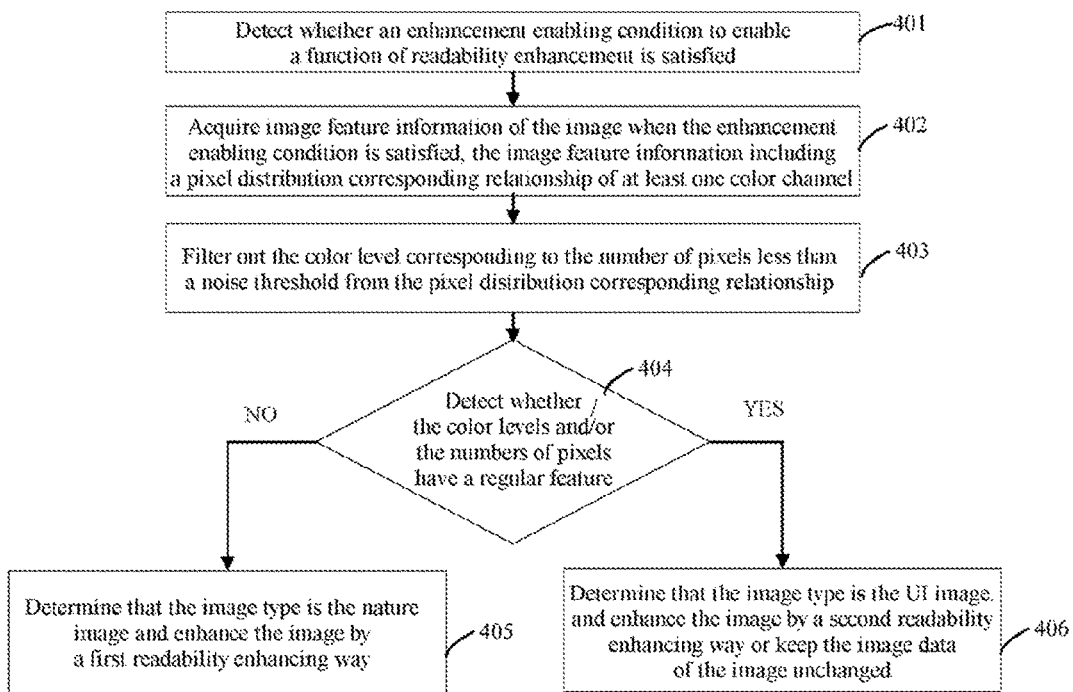 Detect whether an enhancement enabling condition to enable
a function of readability enhancement is satisfied
401
Acquire image feature information of the image when the enhancement
enabling condition is satisfied, the image feature information including
a pixel distribution corresponding relationship of at least one color channel
402
Filter out the color level corresponding to the number of pixels less than
a noise threshold from the pixel distribution corresponding relationship
403
404
Detect whether
the color levels and/or
the numbers of pixels
have a regular feature
NO
YES
Determine that the image type is the nature
image and enhance the image by
a first readability enhancing way
405
Determine that the image type is the UI image,
and enhance the image by a second readability
enhancing way or keep the image data
of the image unchanged
406